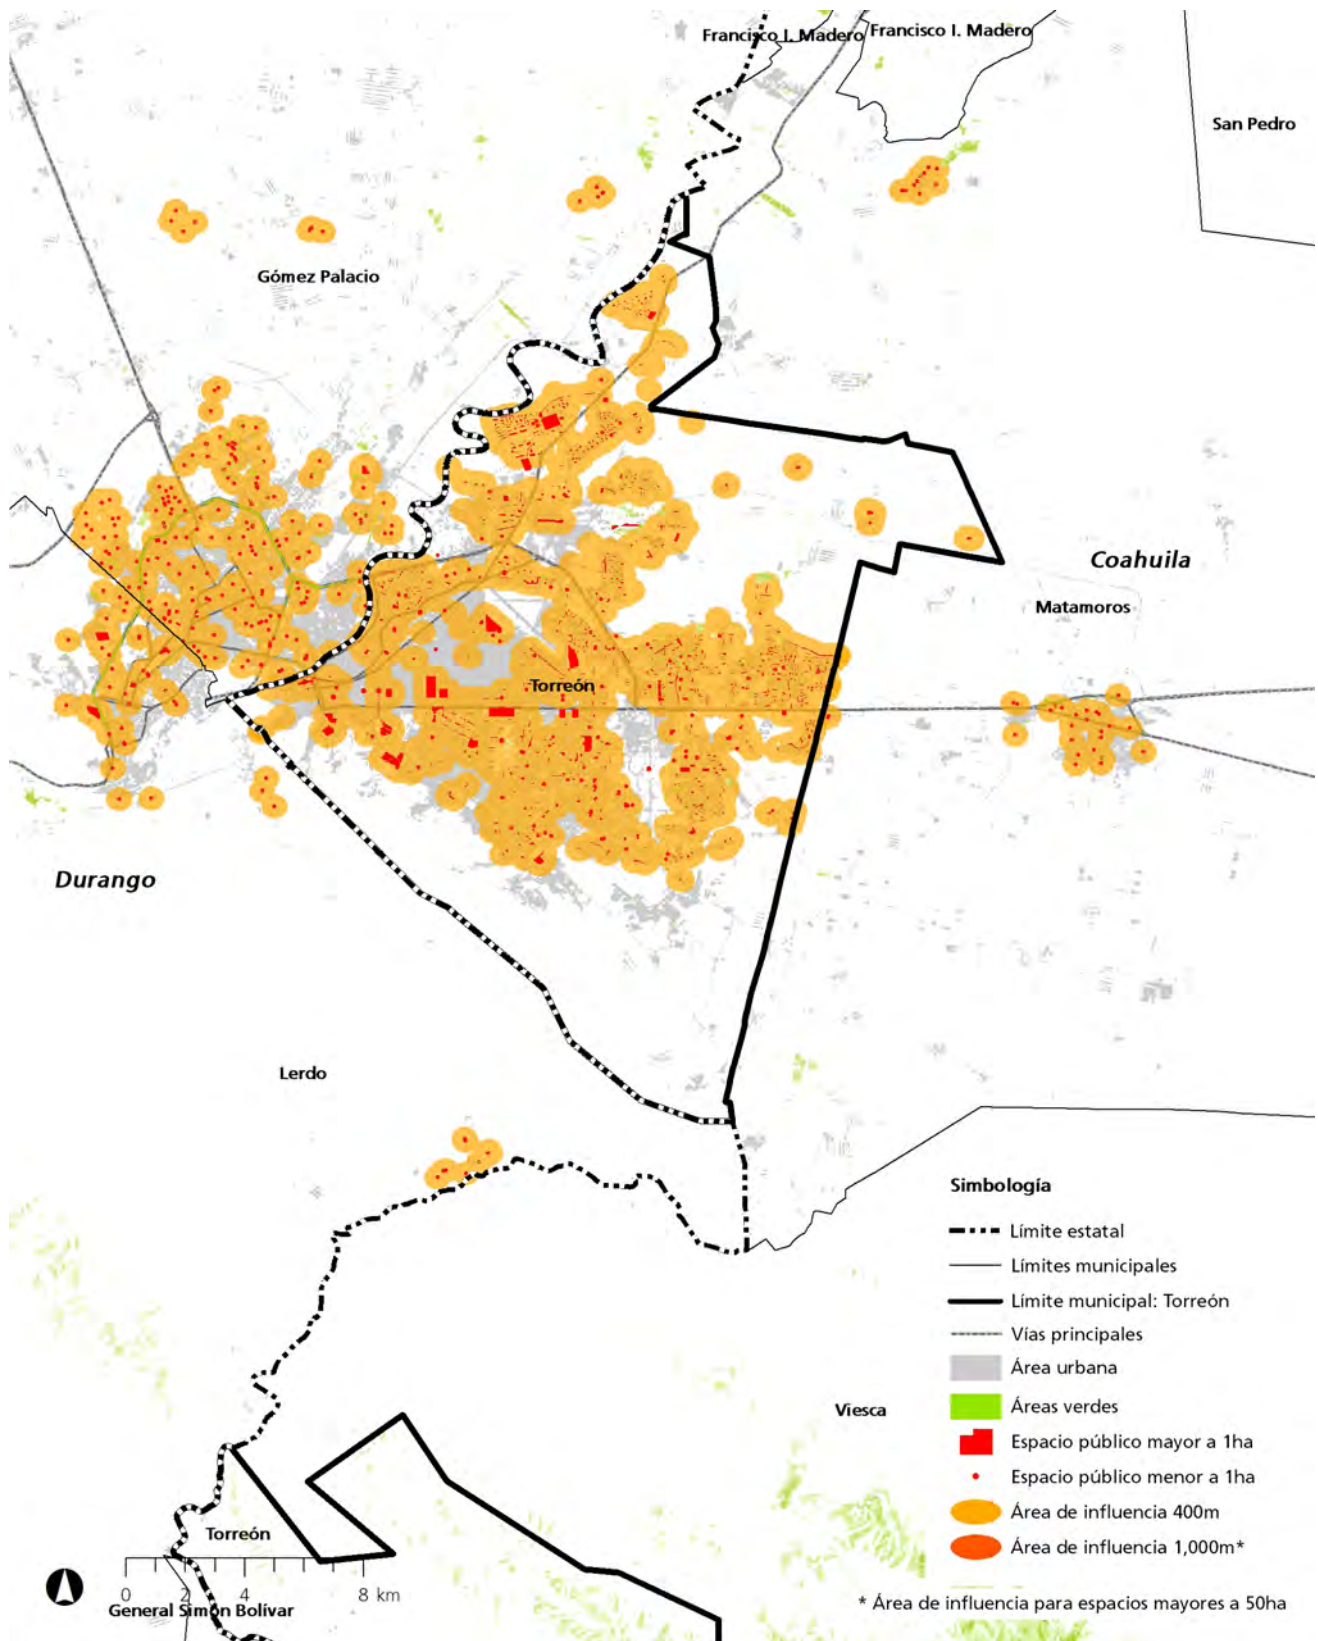 Francisco I. Madero
Francisco I. Madero
San Pedro
Gómez Palacio
Coahuila
Matamoros
Torreón
Durango
Lerdo
Simbología
Límite estatal
Límites municipales
Límite municipal: Torreón
Vías principales
Área urbana
Áreas verdes
Viesca
Espacio público mayor a 1ha
Espacio público menor a 1ha
Área de influencia 400m
Torreón
Área de influencia 1,000m*
0 2 4 8 km
* Área de influencia para espacios mayores a 50ha
General Simón Bolívar